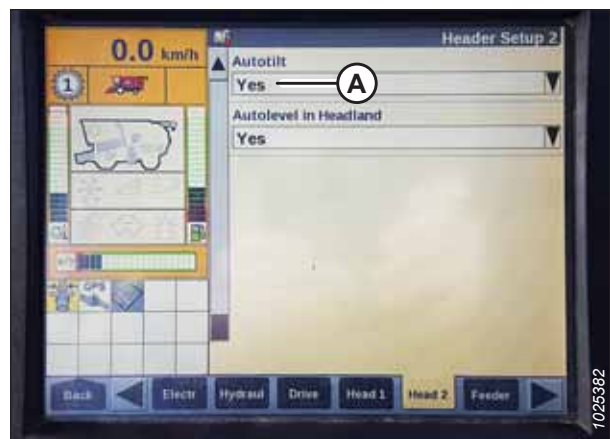 Header Setup 2
0.0 km/h
1
Autotilt
Yes
A
Autolevel in Headland
Yes
Back
Electr
Hydraul
Drive
Head 1
Head 2
Feeder
1025382